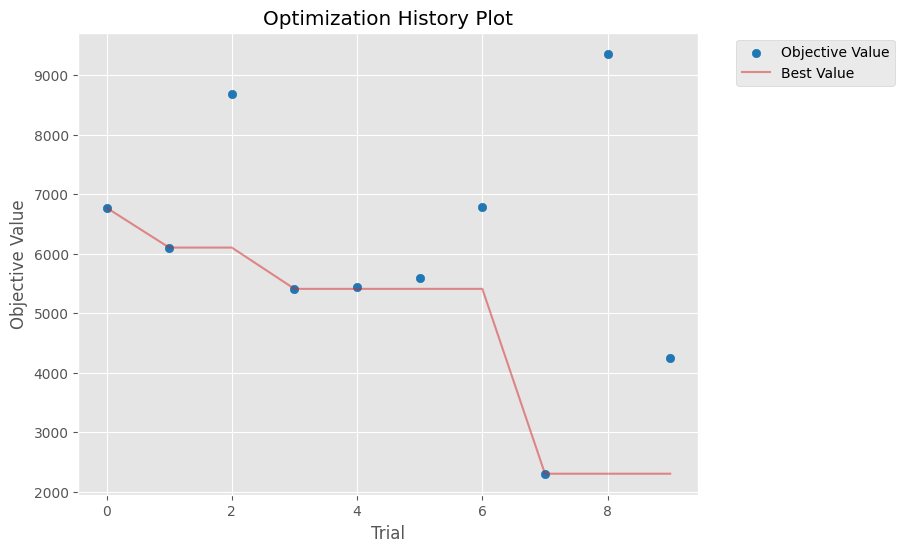 Optimization History Plot
Objective Value
Best Value
9000
8000
7000
6000
5000
4000
3000
2000
Objective Value
0
2
4
6
8
Trial